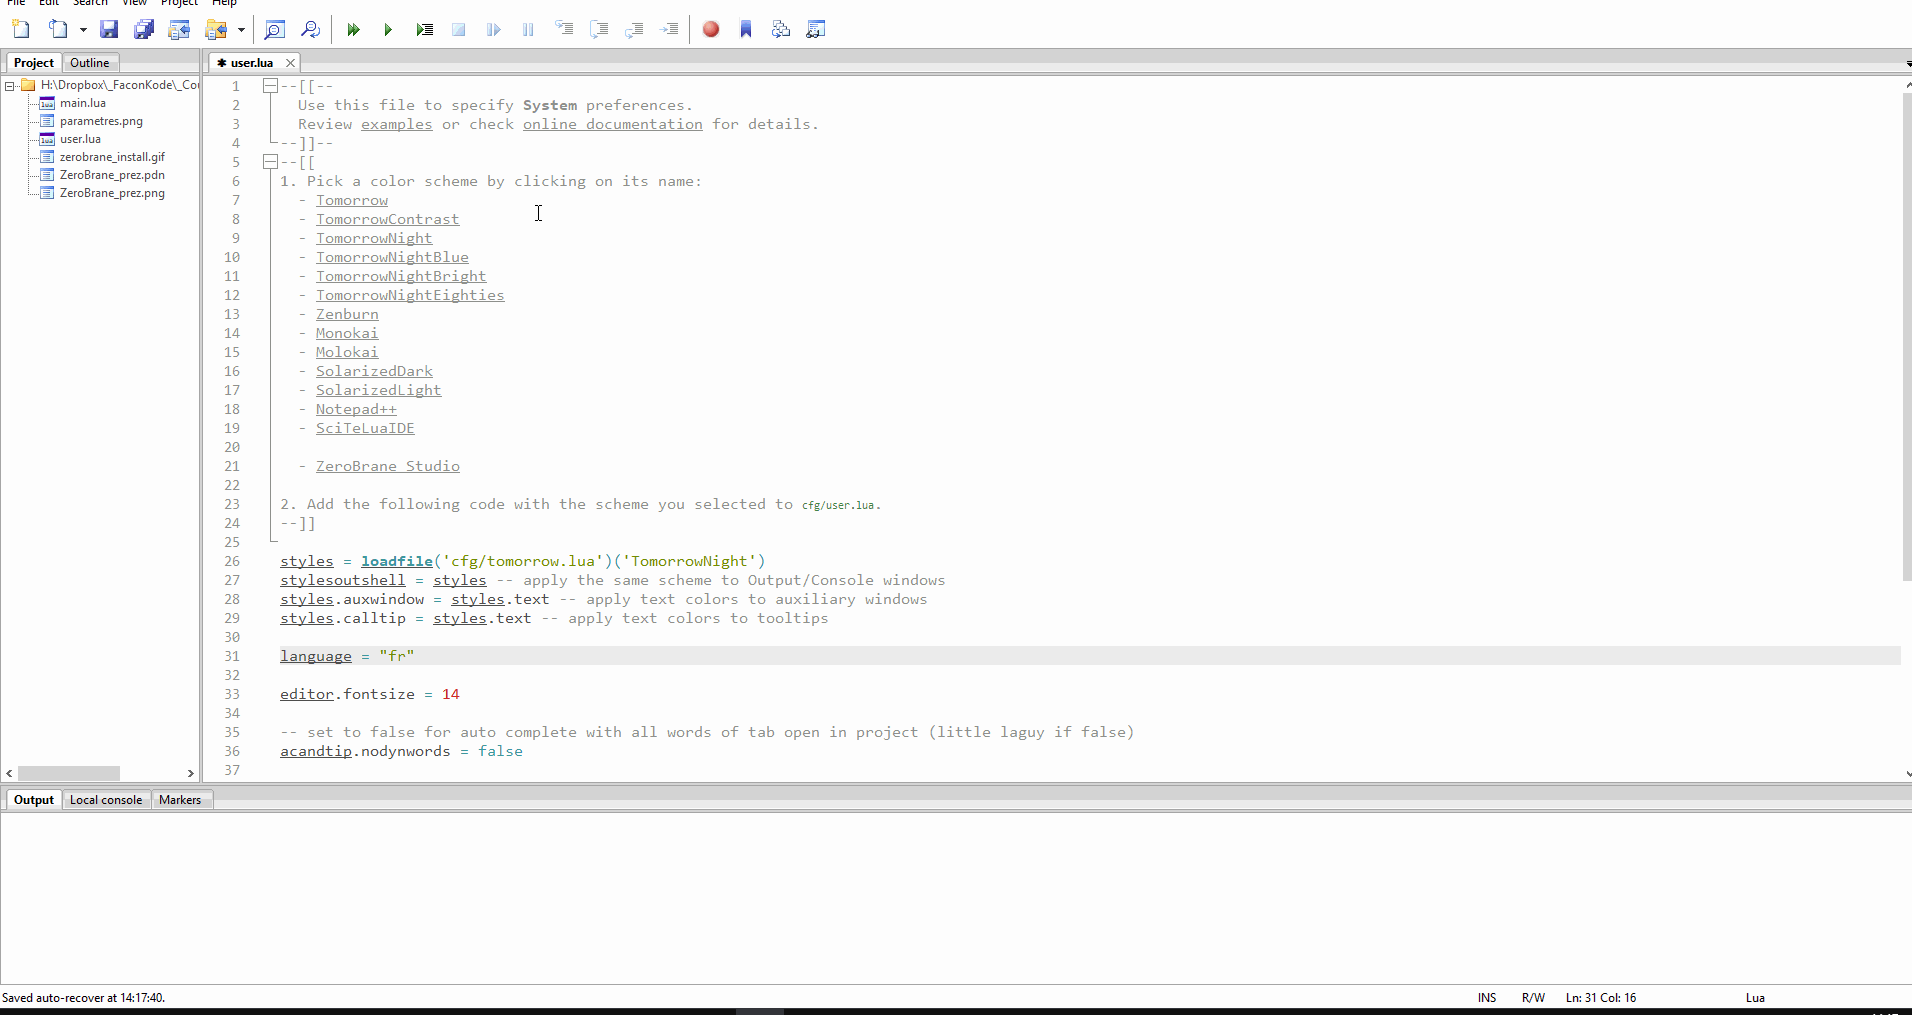 File Edit Search View Project Help
Project Outline
✱ user.lua
H:\Dropbox\_FaconKode\_Co
main.lua
parametres.png
user.lua
zerobrane_install.gif
ZeroBrane_prez.pdn
ZeroBrane_prez.png
1 --[[--
2 Use this file to specify System preferences.
3 Review examples or check online documentation for details.
4 --]]--
5 --[[
6 1. Pick a color scheme by clicking on its name:
7 - Tomorrow
8 - TomorrowContrast
9 - TomorrowNight
10 - TomorrowNightBlue
11 - TomorrowNightBright
12 - TomorrowNightEighties
13 - Zenburn
14 - Monokai
15 - Molokai
16 - SolarizedDark
17 - SolarizedLight
18 - Notepad++
19 - SciTeLuaIDE
20
21 - ZeroBrane Studio
22
23 2. Add the following code with the scheme you selected to cfg/user.lua.
24 --]]
25
26 styles = loadfile('cfg/tomorrow.lua')('TomorrowNight')
27 stylesoutshell = styles -- apply the same scheme to Output/Console windows
28 styles.auxwindow = styles.text -- apply text colors to auxiliary windows
29 styles.calltip = styles.text -- apply text colors to tooltips
30
31 language = "fr"
32
33 editor.fontsize = 14
34
35 -- set to false for auto complete with all words of tab open in project (little laguy if false)
36 acandtip.nodynwords = false
37
Output Local console Markers
Saved auto-recover at 14:17:40. INS R/W Ln: 31 Col: 16 Lua